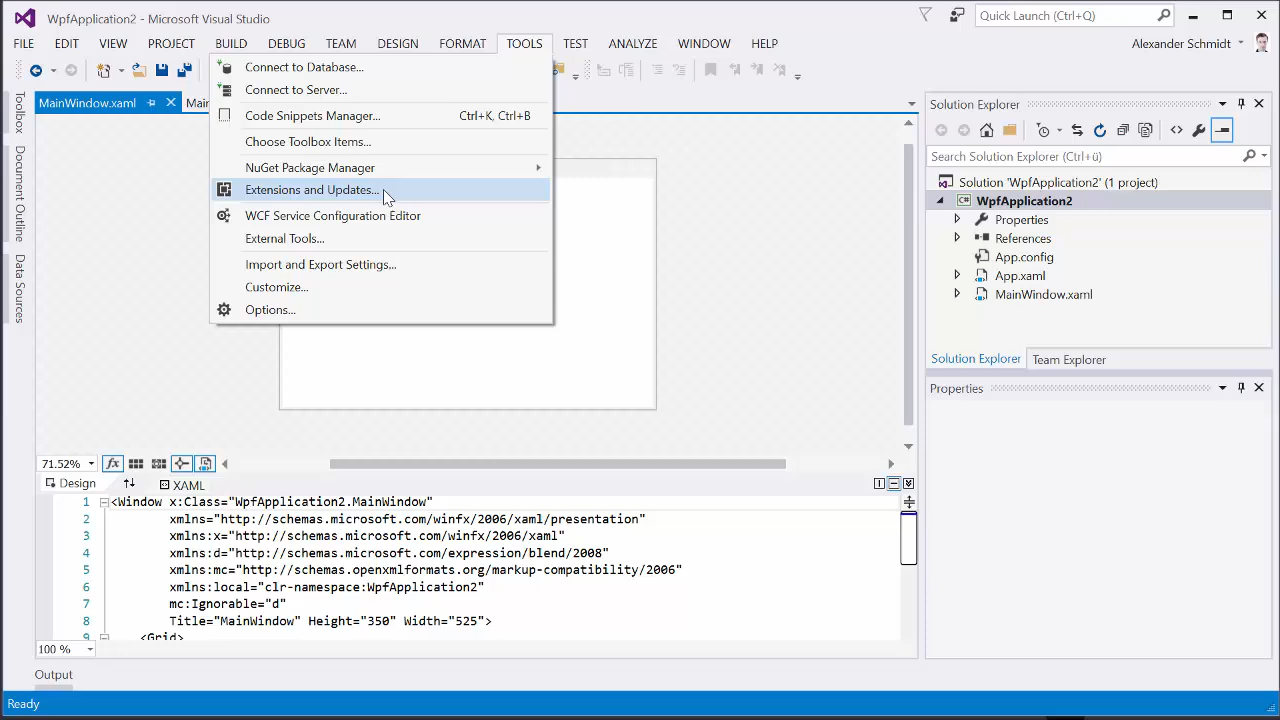 WpfApplication2 - Microsoft Visual Studio
Quick Launch (Ctrl+Q)
FILE EDIT VIEW PROJECT BUILD DEBUG TEAM DESIGN FORMAT TOOLS TEST ANALYZE WINDOW HELP
Alexander Schmidt
Connect to Database...
Connect to Server...
Code Snippets Manager... Ctrl+K, Ctrl+B
Choose Toolbox Items...
NuGet Package Manager
Extensions and Updates...
WCF Service Configuration Editor
External Tools...
Import and Export Settings...
Customize...
Options...
Toolbox
Document Outline
Data Sources
MainWindow.xaml
Mai
71.52%
fx
Design
XAML
1 <Window x:Class="WpfApplication2.MainWindow"
2 xmlns="http://schemas.microsoft.com/winfx/2006/xaml/presentation"
3 xmlns:x="http://schemas.microsoft.com/winfx/2006/xaml"
4 xmlns:d="http://schemas.microsoft.com/expression/blend/2008"
5 xmlns:mc="http://schemas.openxmlformats.org/markup-compatibility/2006"
6 xmlns:local="clr-namespace:WpfApplication2"
7 mc:Ignorable="d"
8 Title="MainWindow" Height="350" Width="525">
9 <Grid>
100 %
Solution Explorer
Search Solution Explorer (Ctrl+ü)
Solution 'WpfApplication2' (1 project)
C# WpfApplication2
Properties
References
App.config
App.xaml
MainWindow.xaml
Solution Explorer Team Explorer
Properties
Output
Ready